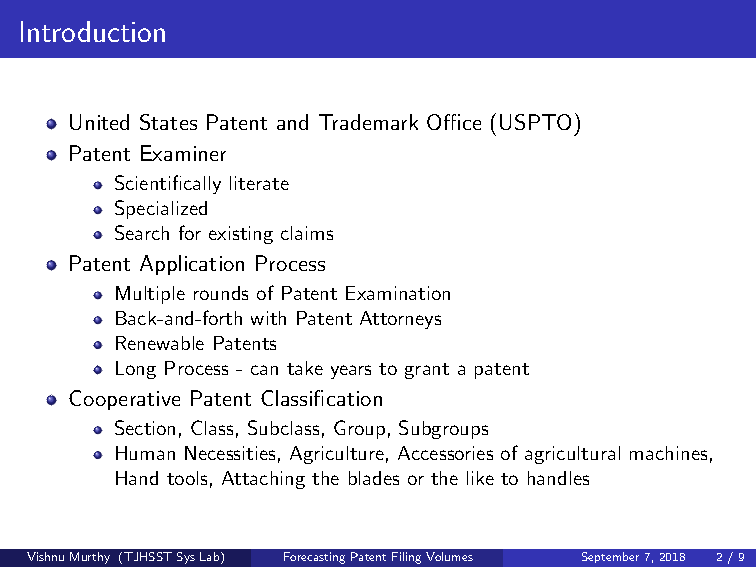 Introduction
United States Patent and Trademark Office (USPTO)
Patent Examiner
Scientifically literate
Specialized
Search for existing claims
Patent Application Process
Multiple rounds of Patent Examination
Back-and-forth with Patent Attorneys
Renewable Patents
Long Process - can take years to grant a patent
Cooperative Patent Classification
Section, Class, Subclass, Group, Subgroups
Human Necessities, Agriculture, Accessories of agricultural machines,
Hand tools, Attaching the blades or the like to handles
Vishnu Murthy (TJHSST Sys Lab) Forecasting Patent Filing Volumes September 7, 2018 2 / 9